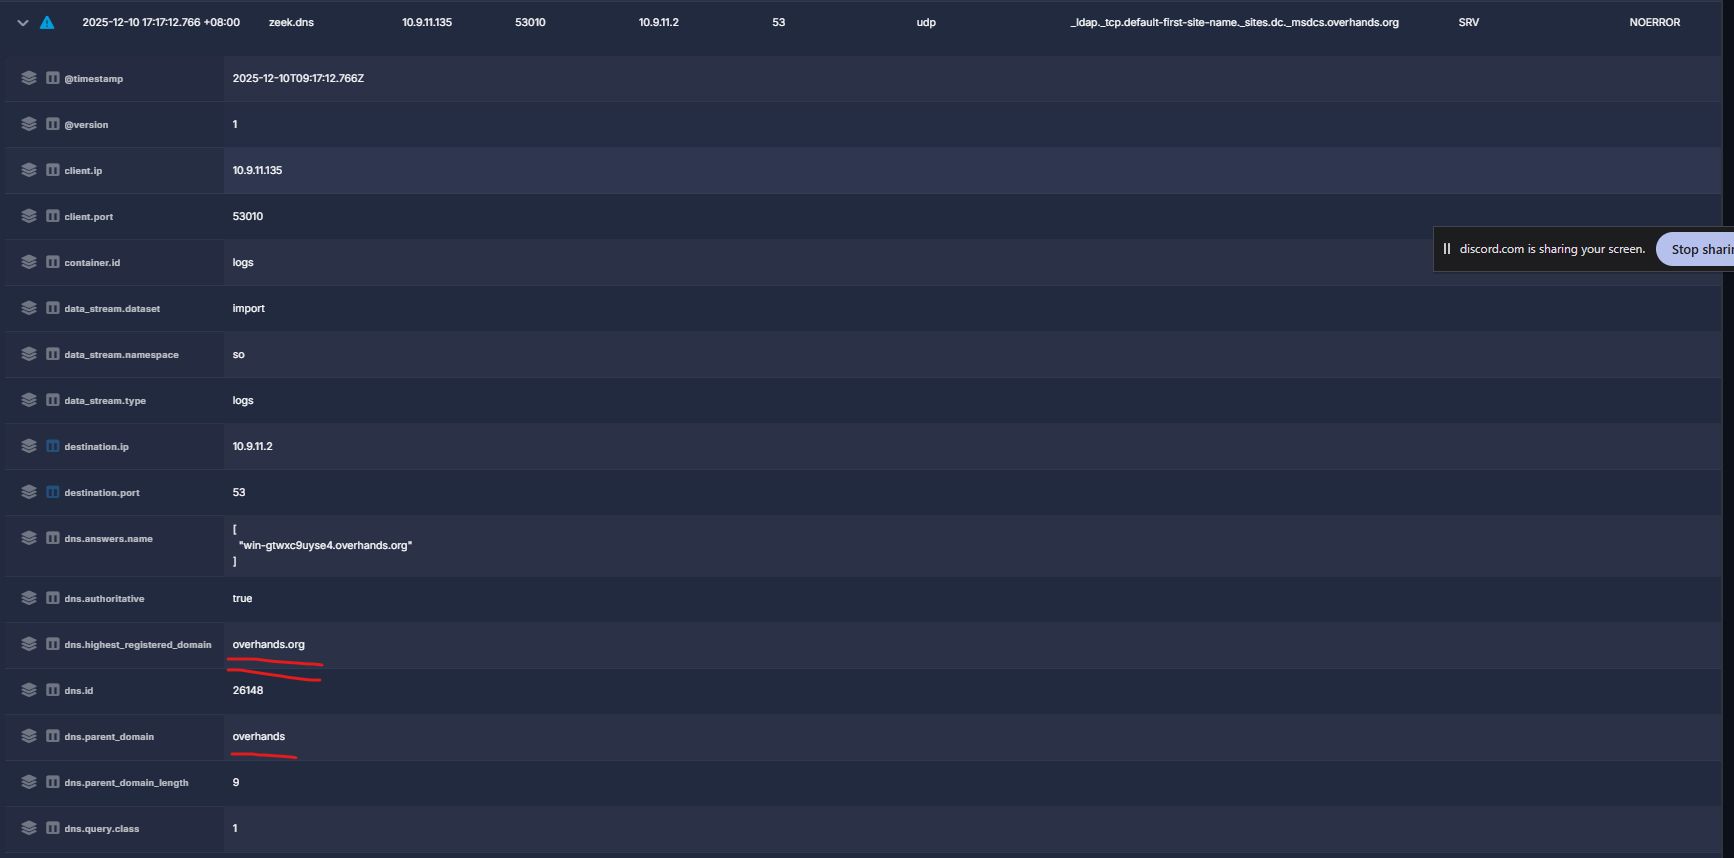 2025-12-10 17:17:12.766 +08:00 zeek.dns 10.9.11.135 53010 10.9.11.2 53 udp _ldap._tcp.default-first-site-name._sites.dc._msdcs.overhands.org SRV NOERROR
@timestamp 2025-12-10T09:17:12.766Z
@version 1
client.ip 10.9.11.135
client.port 53010
discord.com is sharing your screen. Stop sharin
container.id logs
data_stream.dataset import
data_stream.namespace so
data_stream.type logs
destination.ip 10.9.11.2
destination.port 53
dns.answers.name [
"win-gtwxc9uyse4.overhands.org"
]
dns.authoritative true
dns.highest_registered_domain overhands.org
dns.id 26148
dns.parent_domain overhands
dns.parent_domain_length 9
dns.query.class 1